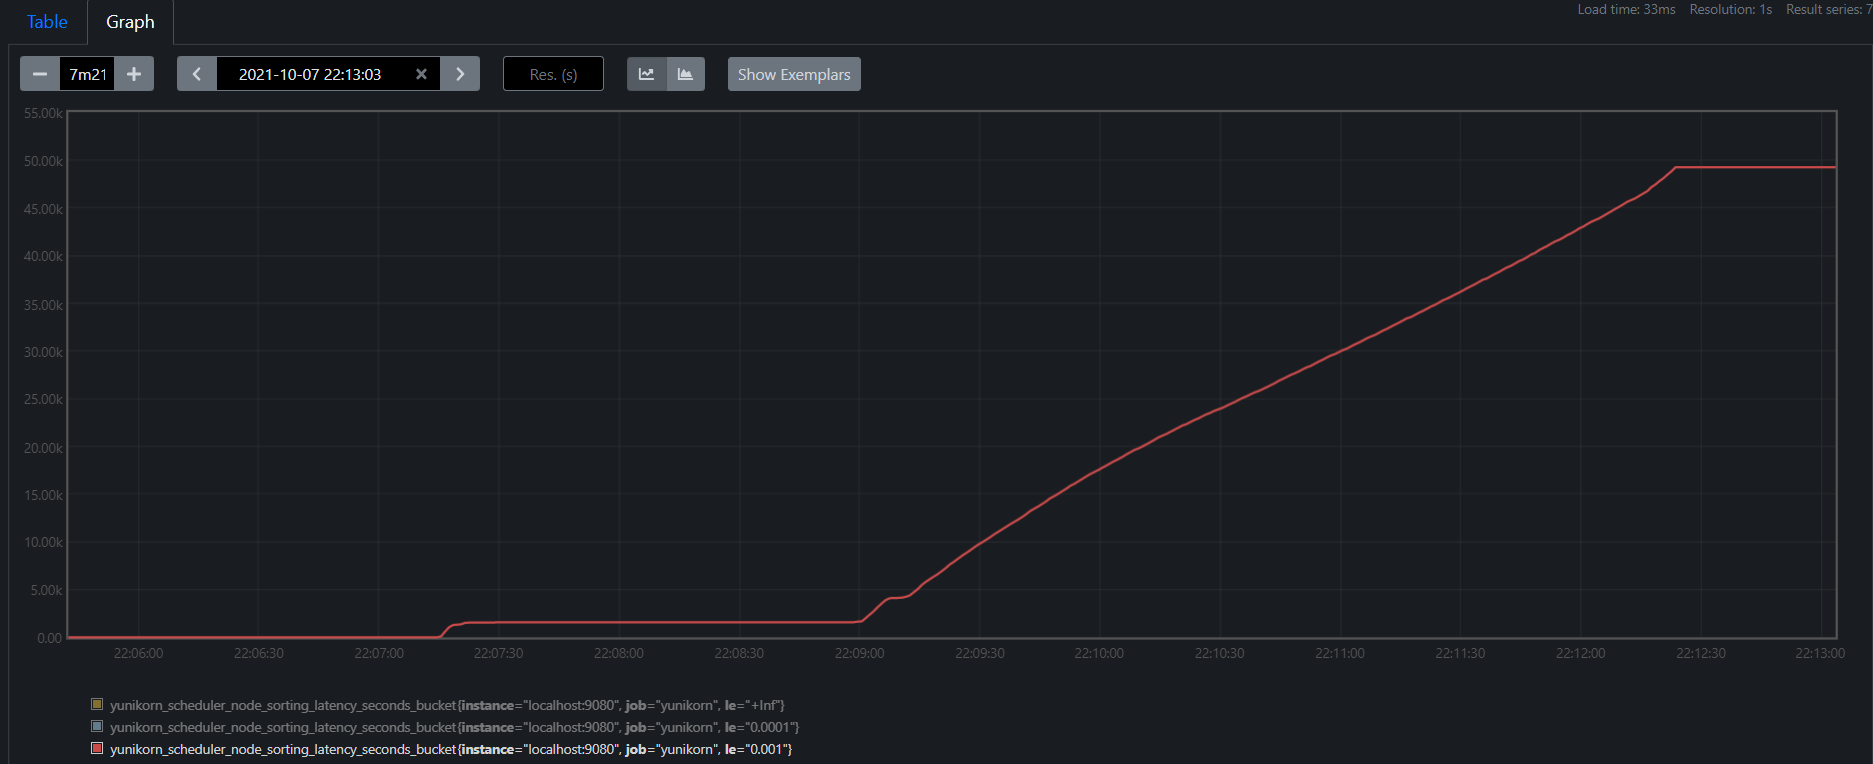 Load time: 33ms Resolution: 1s Result series: 7
Table Graph
7m21 2021-10-07 22:13:03 Res. (s) Show Exemplars
55.00k
50.00k
45.00k
40.00k
35.00k
30.00k
25.00k
20.00k
15.00k
10.00k
5.00k
0.00
22:06:00 22:06:30 22:07:00 22:07:30 22:08:00 22:08:30 22:09:00 22:09:30 22:10:00 22:10:30 22:11:00 22:11:30 22:12:00 22:12:30 22:13:00
yunikorn_scheduler_node_sorting_latency_seconds_bucket{instance="localhost:9080", job="yunikorn", le="+Inf"}
yunikorn_scheduler_node_sorting_latency_seconds_bucket{instance="localhost:9080", job="yunikorn", le="0.0001"}
yunikorn_scheduler_node_sorting_latency_seconds_bucket{instance="localhost:9080", job="yunikorn", le="0.001"}